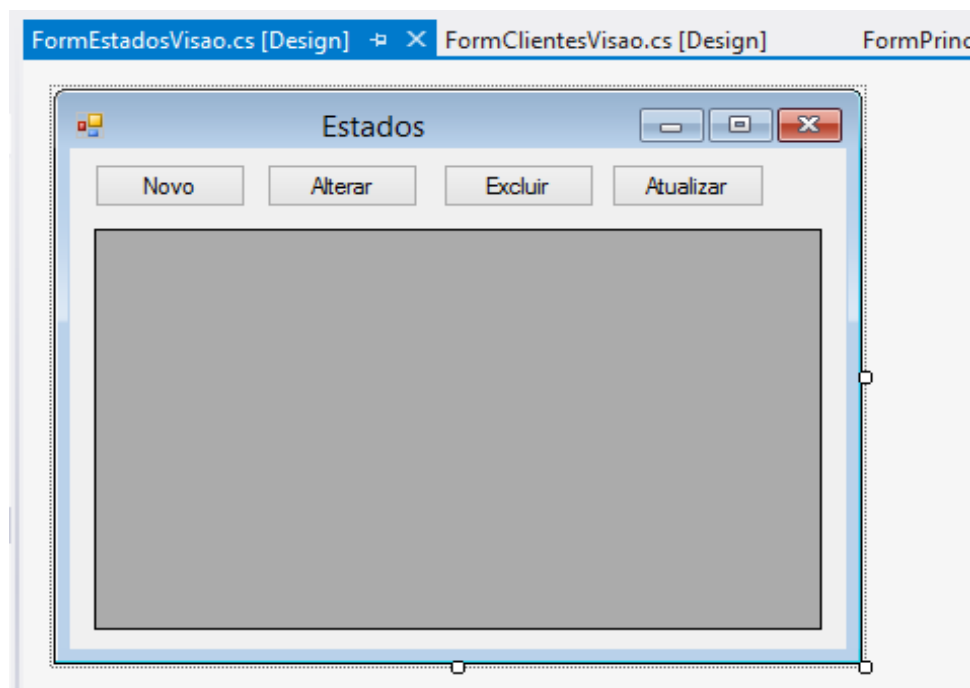 FormEstadosVisao.cs [Design] FormClientesVisao.cs [Design] FormPrinc
Estados
Novo Alterar Excluir Atualizar